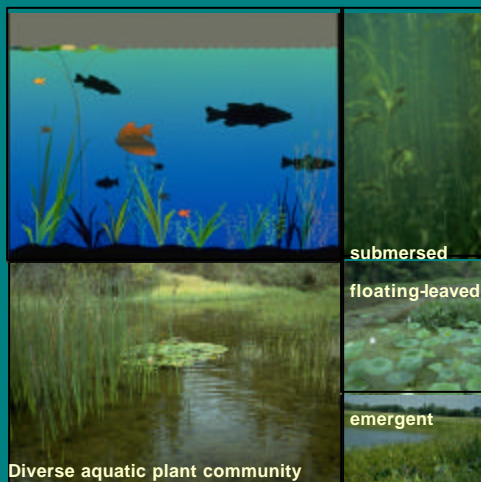 submersed
floating-leaved
emergent
Diverse aquatic plant community